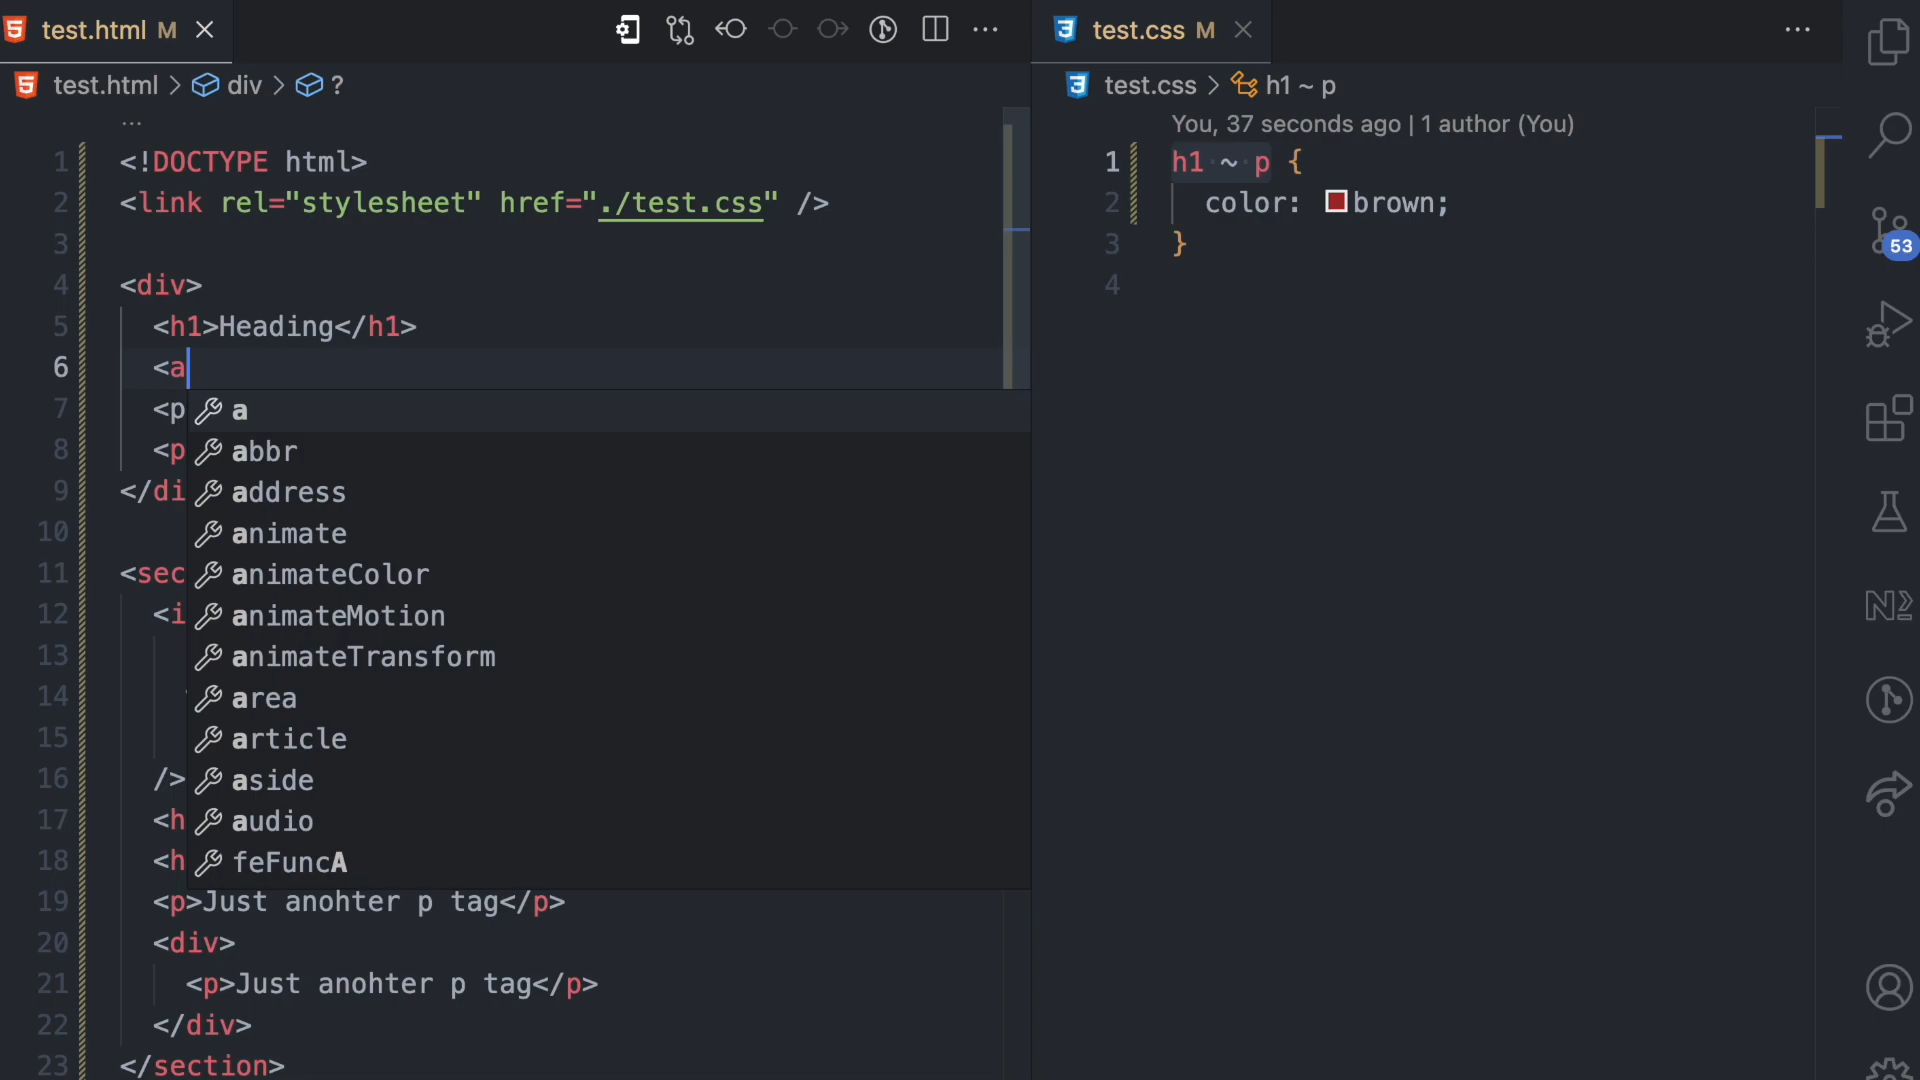 test.html M
test.css M
test.html > div > ?
test.css > h1 ~ p
...
You, 37 seconds ago | 1 author (You)
1 <!DOCTYPE html>
2 <link rel="stylesheet" href="./test.css" />
3
4 <div>
5 <h1>Heading</h1>
6 <a
7 <p
8 <p
9 </di
10
11 <sec
12 <i
13
14
15
16 />
17 <h
18 <h
19 <p>Just anohter p tag</p>
20 <div>
21 <p>Just anohter p tag</p>
22 </div>
23 </section>
a
abbr
address
animate
animateColor
animateMotion
animateTransform
area
article
aside
audio
feFuncA
1 h1 ~ p {
2 color: brown;
3 }
4
53